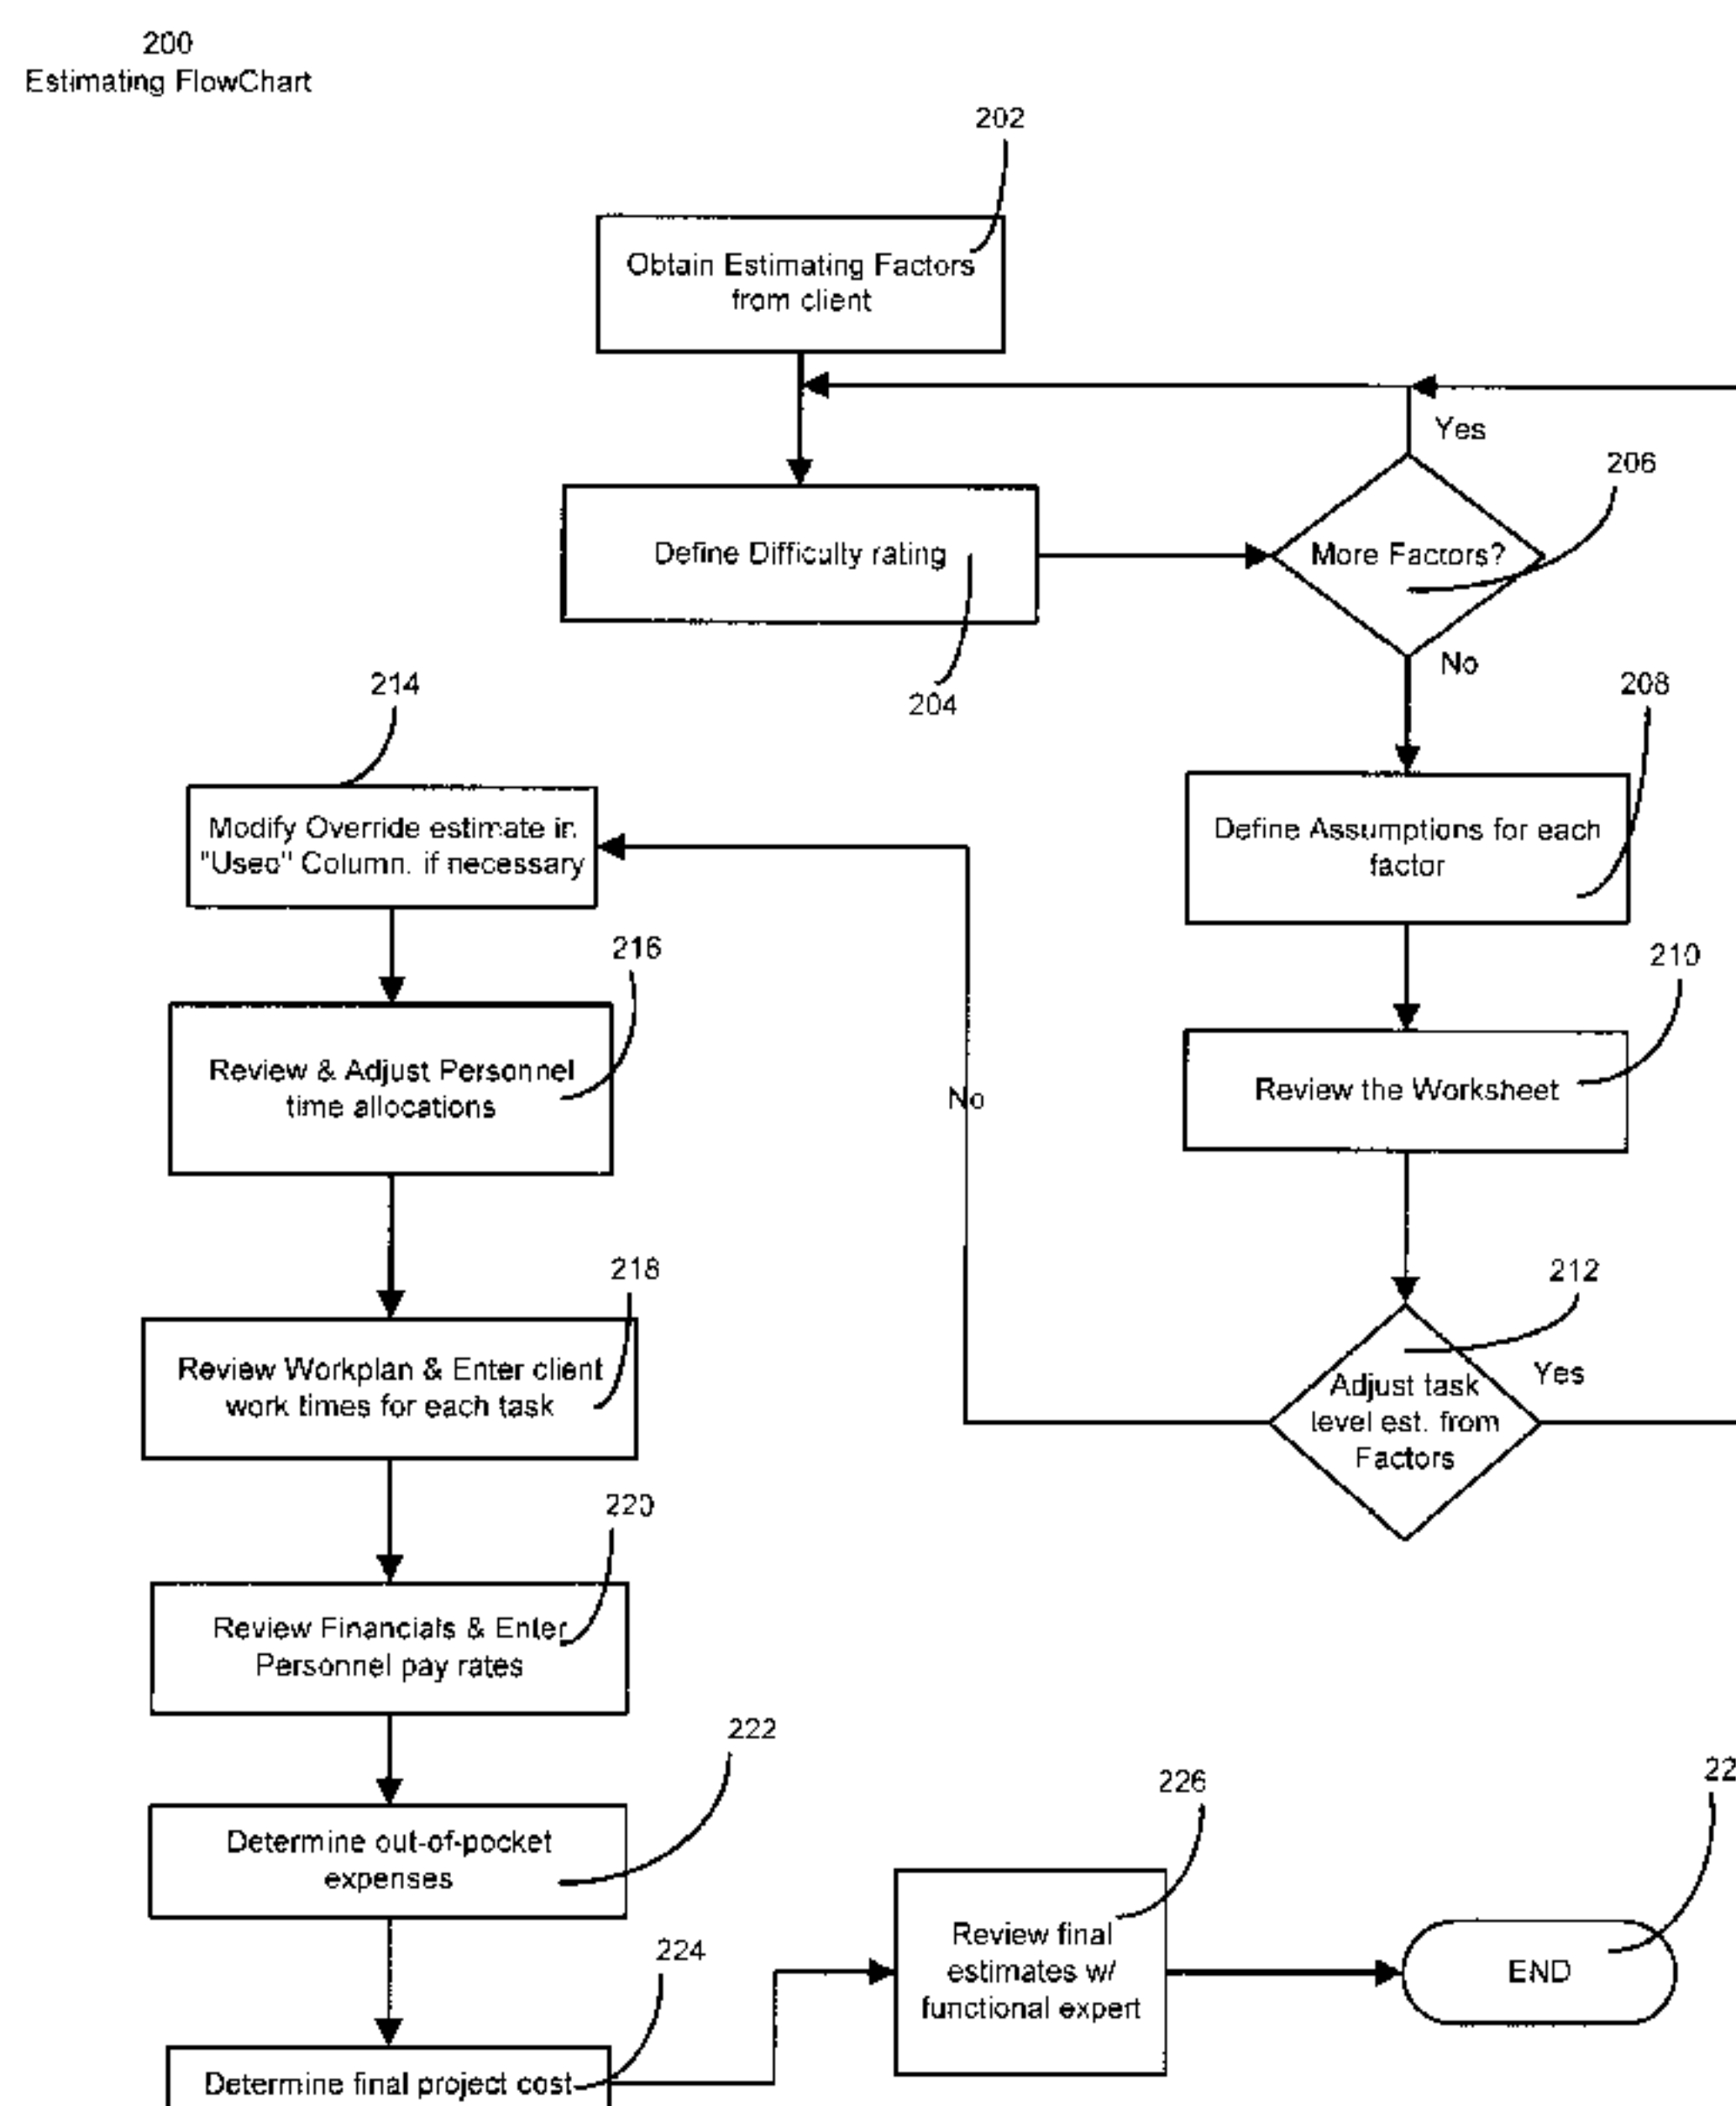 200
Estimating FlowChart
202
Obtain Estimating Factors
from client
Yes
206
Define Difficulty rating
More Factors?
204
No
208
214
Modify Override estimate in
"Used" Column. if necessary
Define Assumptions for each
factor
216
210
Review & Adjust Personnel
time allocations
No
Review the Worksheet
218
212
Review Workplan & Enter client
work times for each task
Yes
Adjust task
level est. from
Factors
220
Review Financials & Enter
Personnel pay rates
222
226
22
Determine out-of-pocket
expenses
224
Review final
estimates w/
functional expert
END
Determine final project cost